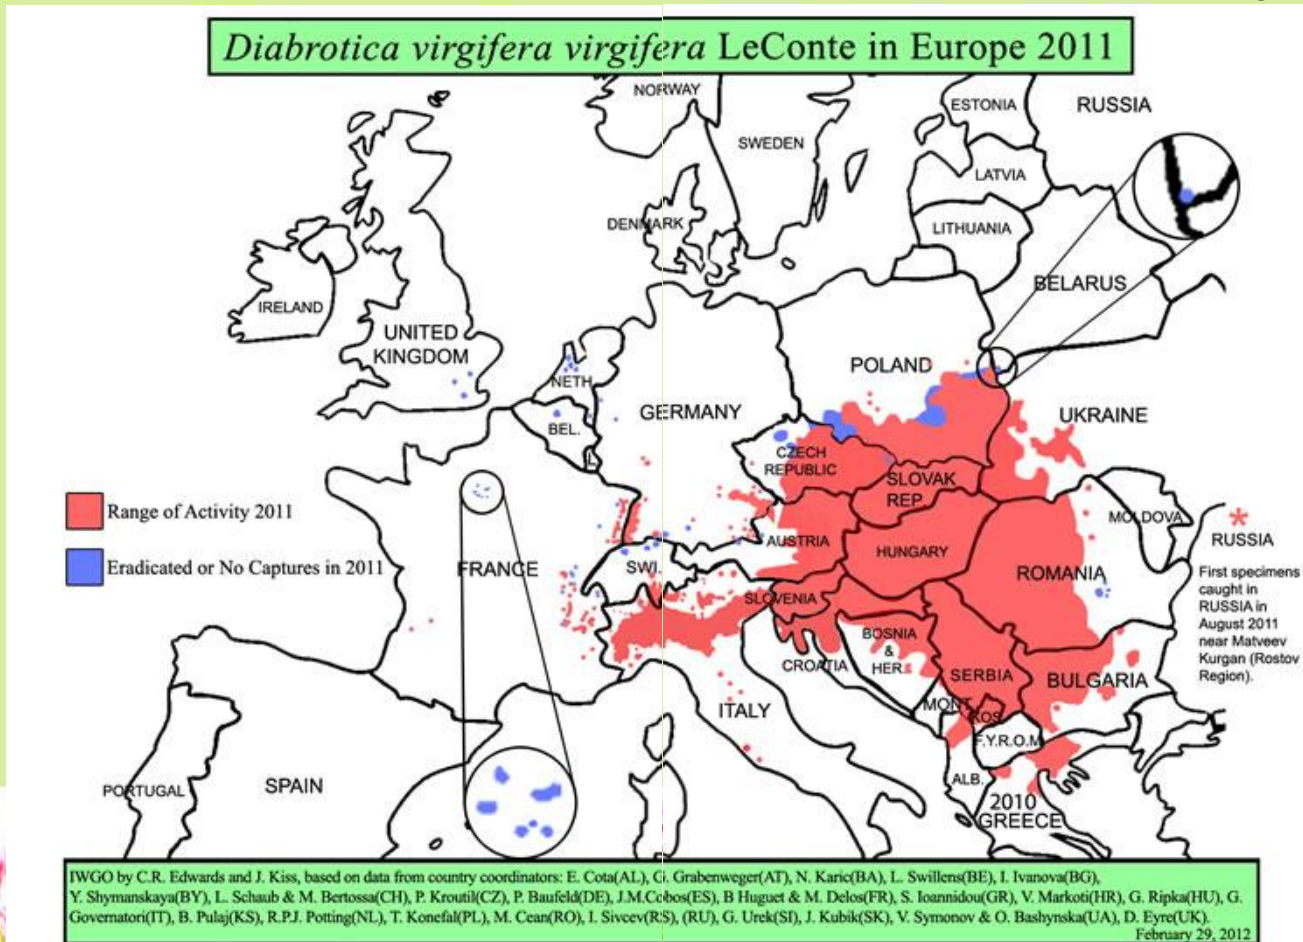 Diabrotica virgifera virgifera LeConte in Europe 2011
NORWAY
ESTONIA
RUSSIA
SWEDEN
LATVIA
DENMARK
LITHUANIA
BELARUS
IRELAND
UNITED
KINGDOM
POLAND
NETH.
GERMANY
UKRAINE
BEL.
L
CZECH
REPUBLIC
SLOVAK
REP.
Range of Activity 2011
MOLDOVA
*
RUSSIA
AUSTRIA
HUNGARY
Eradicated or No Captures in 2011
FRANCE
SWI.
ROMANIA
First specimens
caught in
RUSSIA in
August 2011
near Matveev
Kurgan (Rostov
Region).
SLOVENIA
BOSNIA
&
HER.
CROATIA
SERBIA
BULGARIA
ITALY
MONT.
KOS.
F.Y.R.O.M
PORTUGAL
SPAIN
ALB.
2010
GREECE
IWGO by C.R. Edwards and J. Kiss, based on data from country coordinators: E. Cota(AL), G. Grabenweger(AT), N. Karic(BA), L. Swillens(BE), I. Ivanova(BG),
Y. Shymanskaya(BY), L. Schaub & M. Bertossa(CH), P. Kroutil(CZ), P. Baufeld(DE), J.M.Cobos(ES), B Huguet & M. Delos(FR), S. Ioannidou(GR), V. Markoti(HR), G. Ripka(HU), G.
Governatori(IT), B. Pulaj(KS), R.P.J. Potting(NL), T. Konefal(PL), M. Cean(RO), I. Sivcev(RS), (RU), G. Urek(SI), J. Kubik(SK), V. Symonov & O. Bashynska(UA), D. Eyre(UK).
February 29, 2012